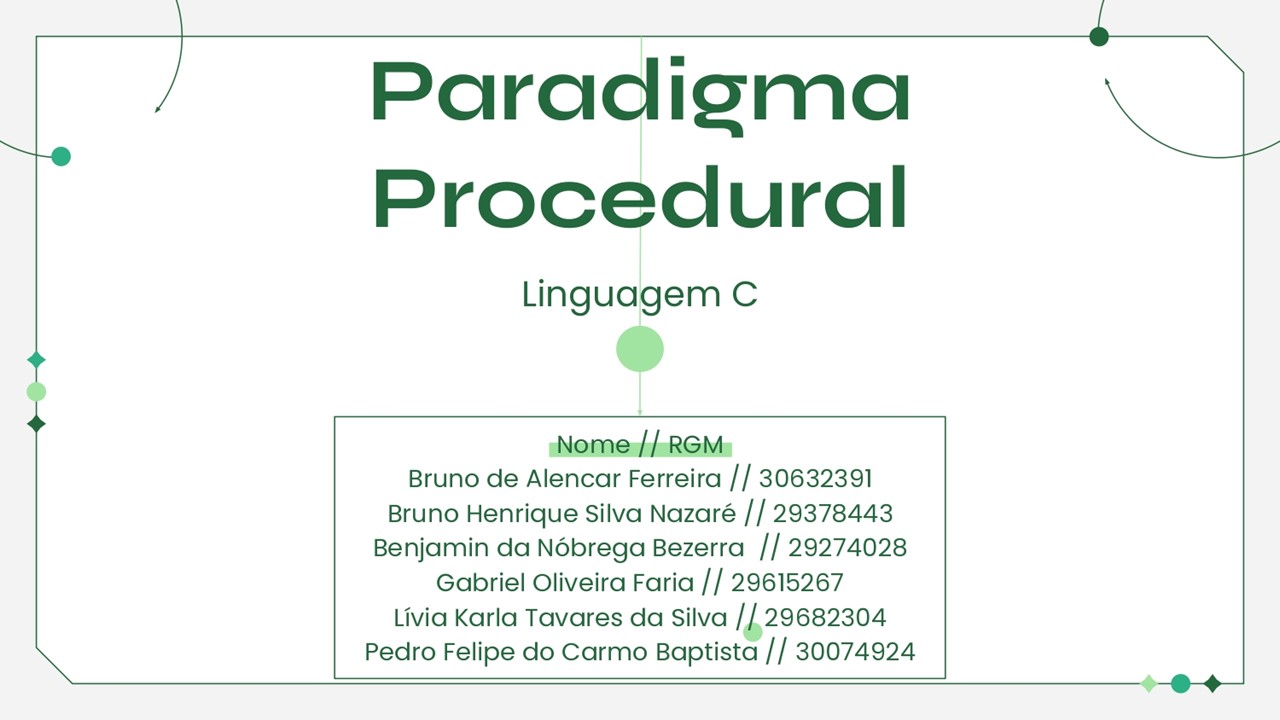 Paradigma
Procedural
Linguagem C
Nome // RGM
Bruno de Alencar Ferreira // 30632391
Bruno Henrique Silva Nazaré // 29378443
Benjamin da Nóbrega Bezerra // 29274028
Gabriel Oliveira Faria // 29615267
Lívia Karla Tavares da Silva // 29682304
Pedro Felipe do Carmo Baptista // 30074924